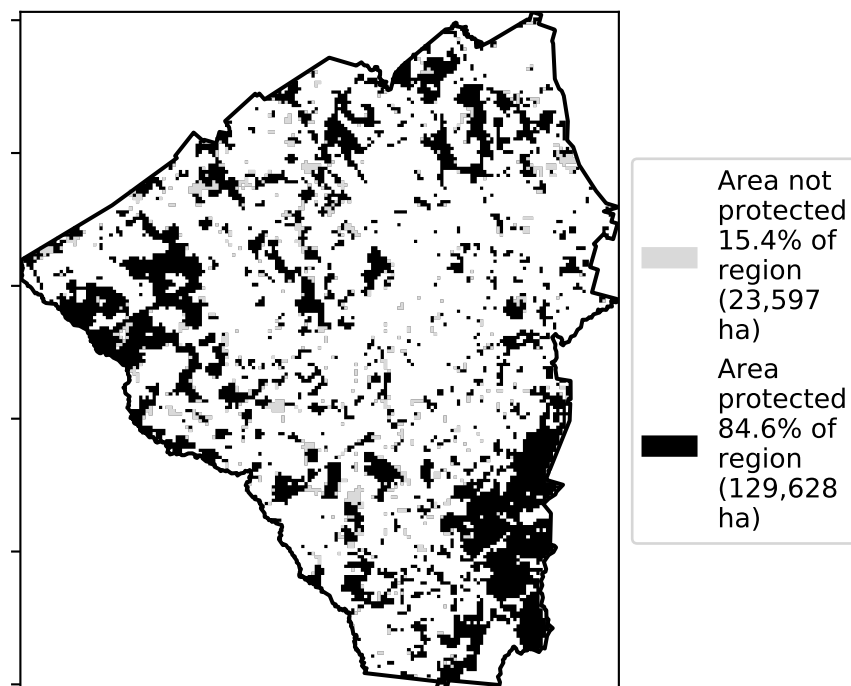 Area not
protected
15.4% of
region
(23,597
ha)
Area
protected
84.6% of
region
(129,628
ha)